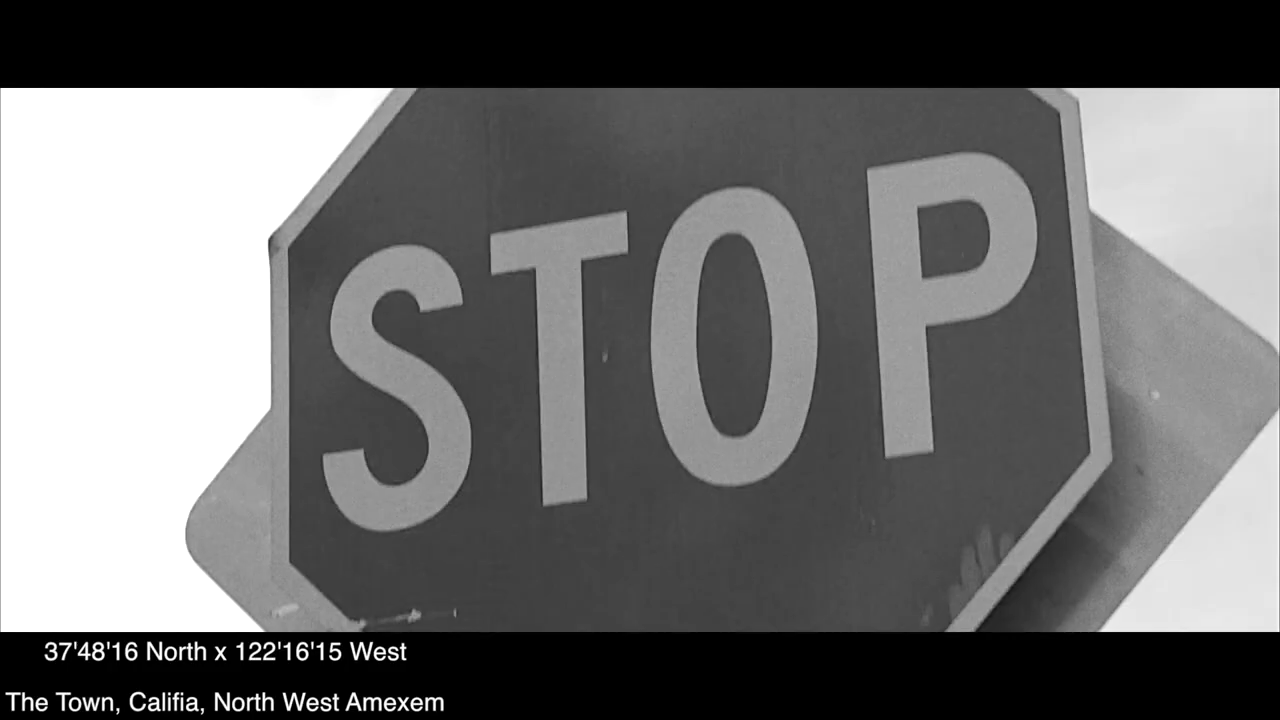 STOP
37'48'16 North x 122'16'15 West
The Town, Califia, North West Amexem